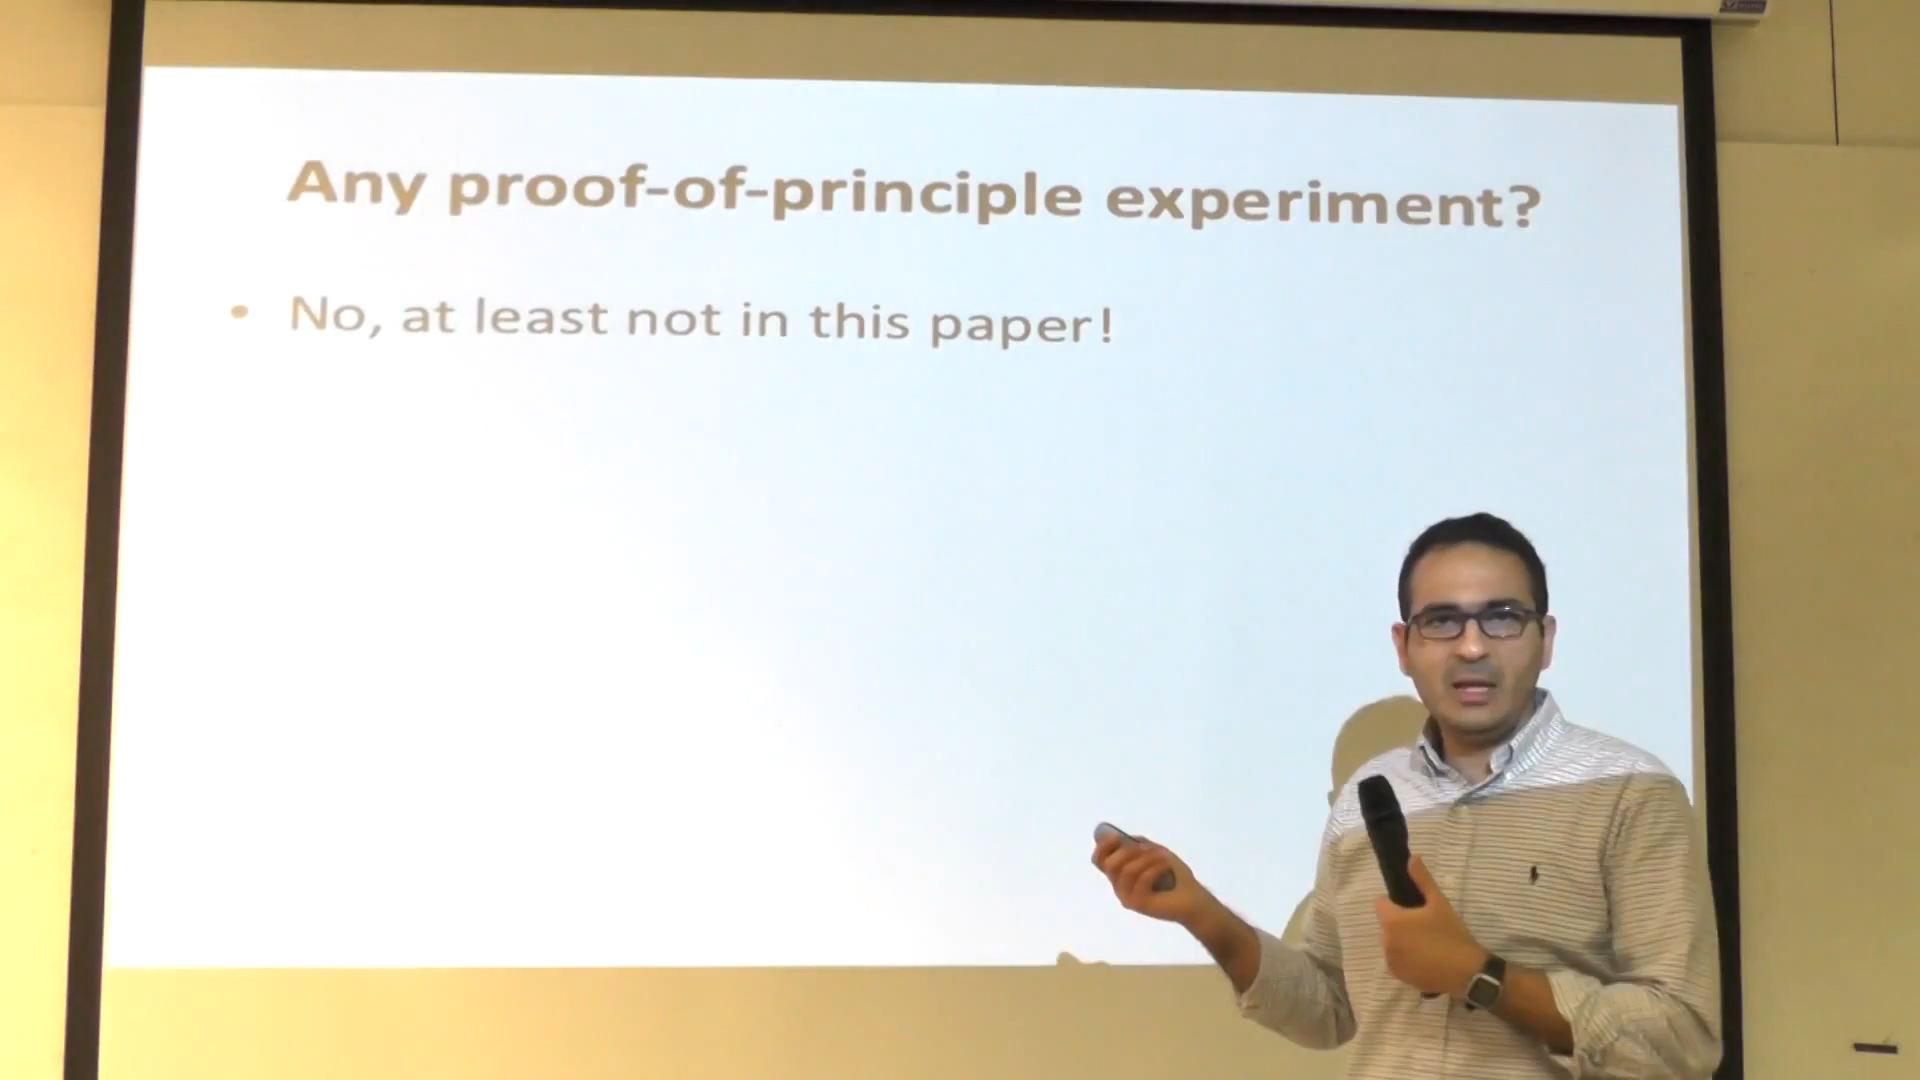 Any proof-of-principle experiment?
• No, at least not in this paper!